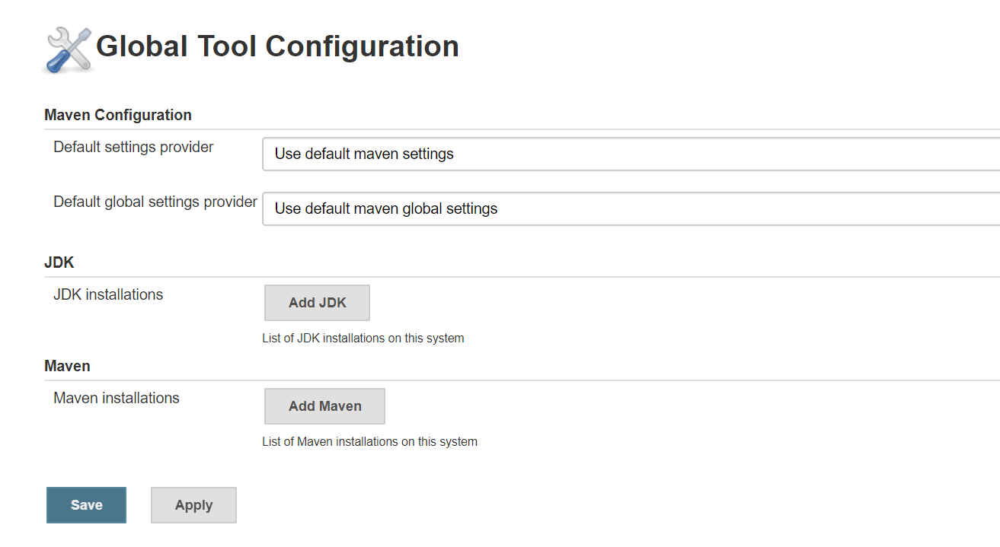 Global Tool Configuration
Maven Configuration
Default settings provider
Use default maven settings
Default global settings provider
Use default maven global settings
JDK
JDK installations
Add JDK
List of JDK installations on this system
Maven
Maven installations
Add Maven
List of Maven installations on this system
Save
Apply